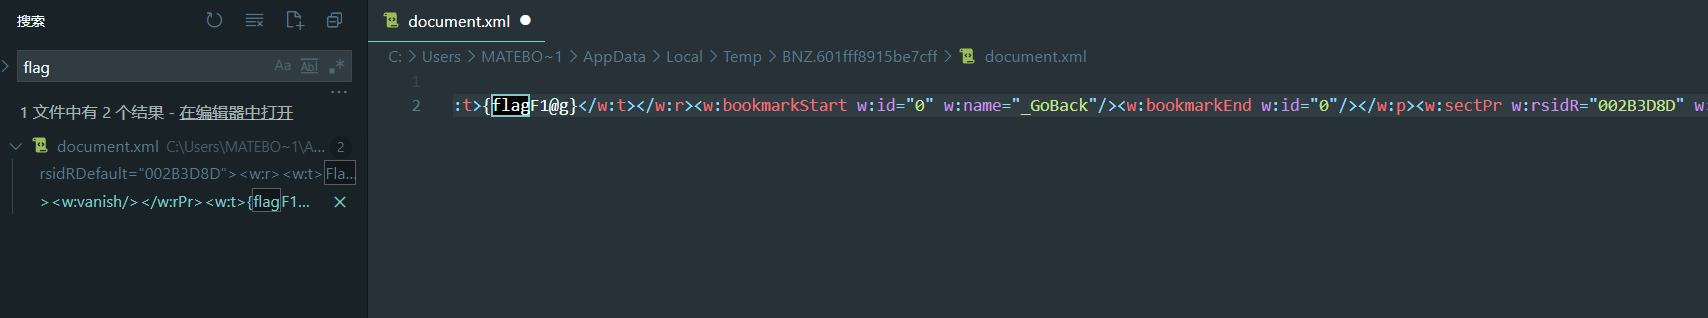 搜索
document.xml
C: > Users > MATEBO~1 > AppData > Local > Temp > BNZ.601fff8915be7cff > document.xml
flag
Aa Abl .*
1
2 :t>{flagF1@g}</w:t></w:r><w:bookmarkStart w:id="0" w:name="_GoBack"/><w:bookmarkEnd w:id="0"/></w:p><w:sectPr w:rsidR="002B3D8D" w:
...
1 文件中有 2 个结果 - 在编辑器中打开
document.xml C:\Users\MATEBO~1\A... 2
rsidRDefault="002B3D8D"><w:r><w:t>Fla...
><w:vanish/></w:rPr><w:t>{flagF1...